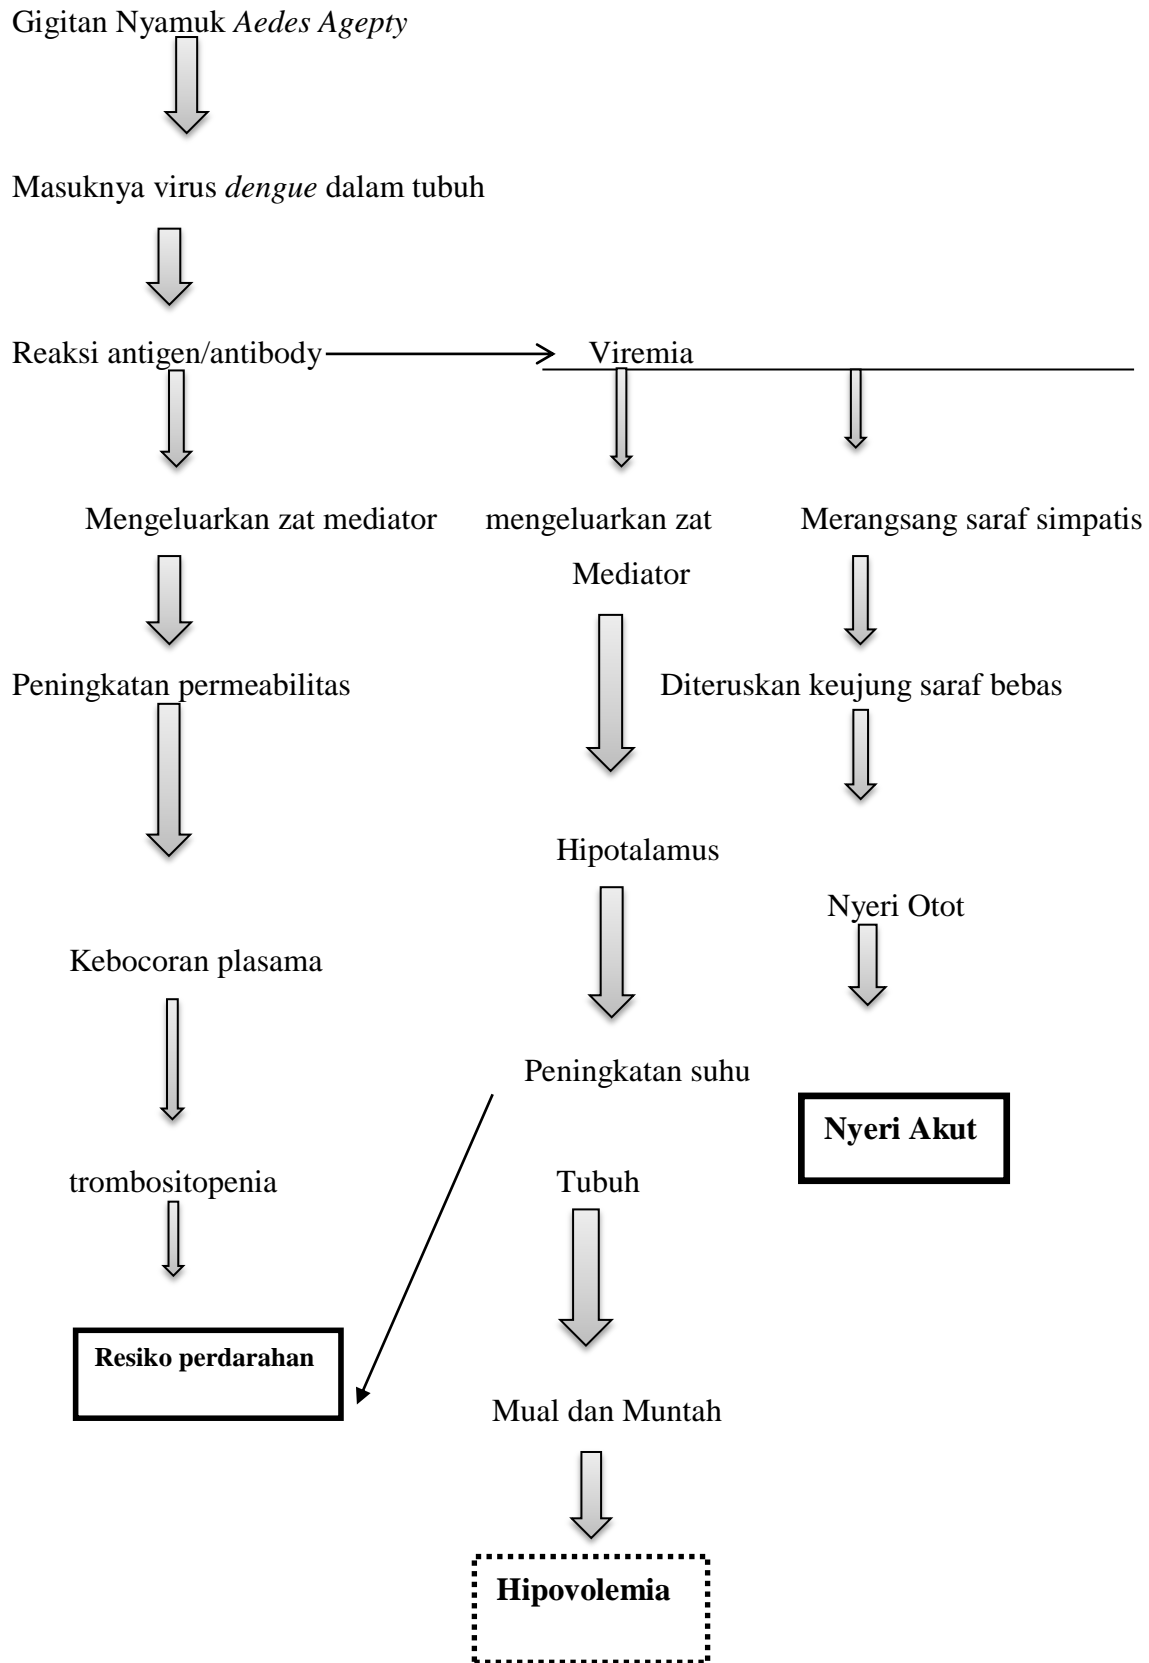 Gigitan Nyamuk Aedes Agepty
Masuknya virus dengue dalam tubuh
Reaksi antigen/antibody
Viremia
Mengeluarkan zat mediator
mengeluarkan zat
Merangsang saraf simpatis
Mediator
Peningkatan permeabilitas
Diteruskan keujung saraf bebas
Hipotalamus
Nyeri Otot
Kebocoran plasama
Peningkatan suhu
Nyeri Akut
trombositopenia
Tubuh
Resiko perdarahan
Mual dan Muntah
Hipovolemia